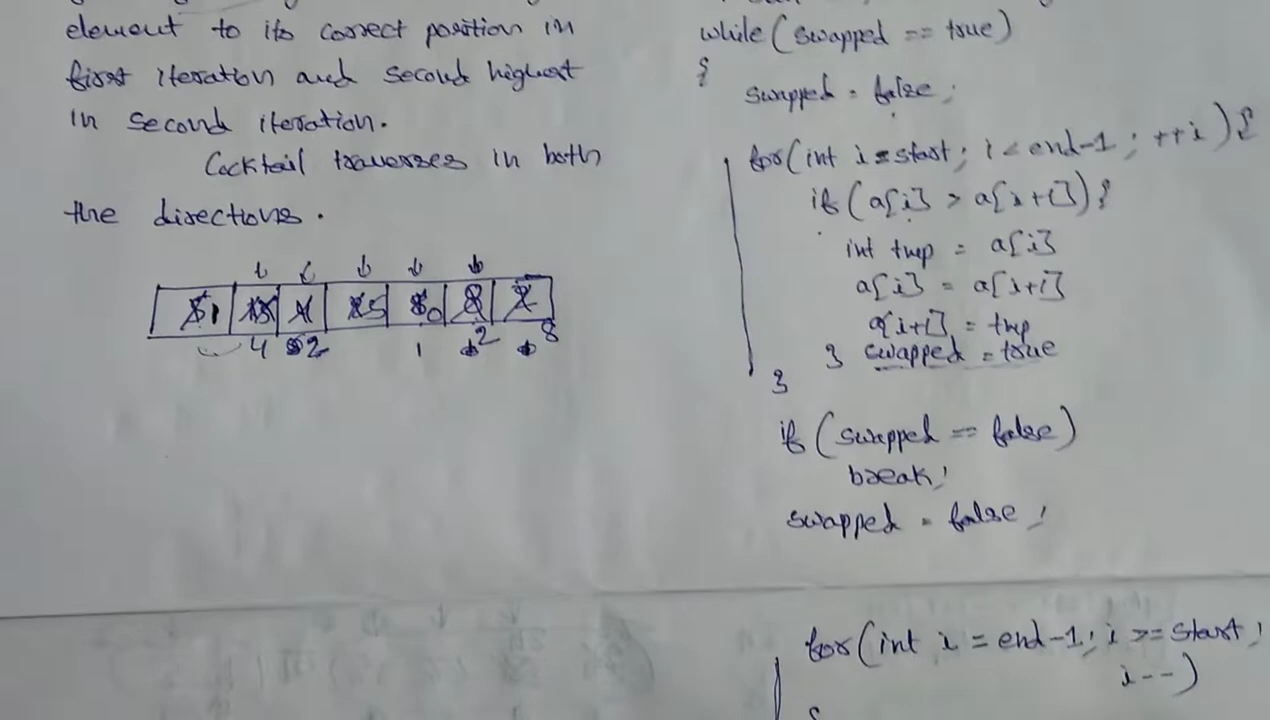 element to its correct position in
first iteration and second highest
in second iteration.
Cocktail traverses in both
the directions.
4 2 1 2 8
while (swapped == true)
{
swapped = false;
for (int i = start; i < end-1; ++i) {
if (a[i] > a[i+1]) {
int tmp = a[i]
a[i] = a[i+1]
a[i+1] = tmp
} swapped = true
}
if (swapped == false)
break;
swapped = false;
for (int i = end-1; i >= start;
i--)
{